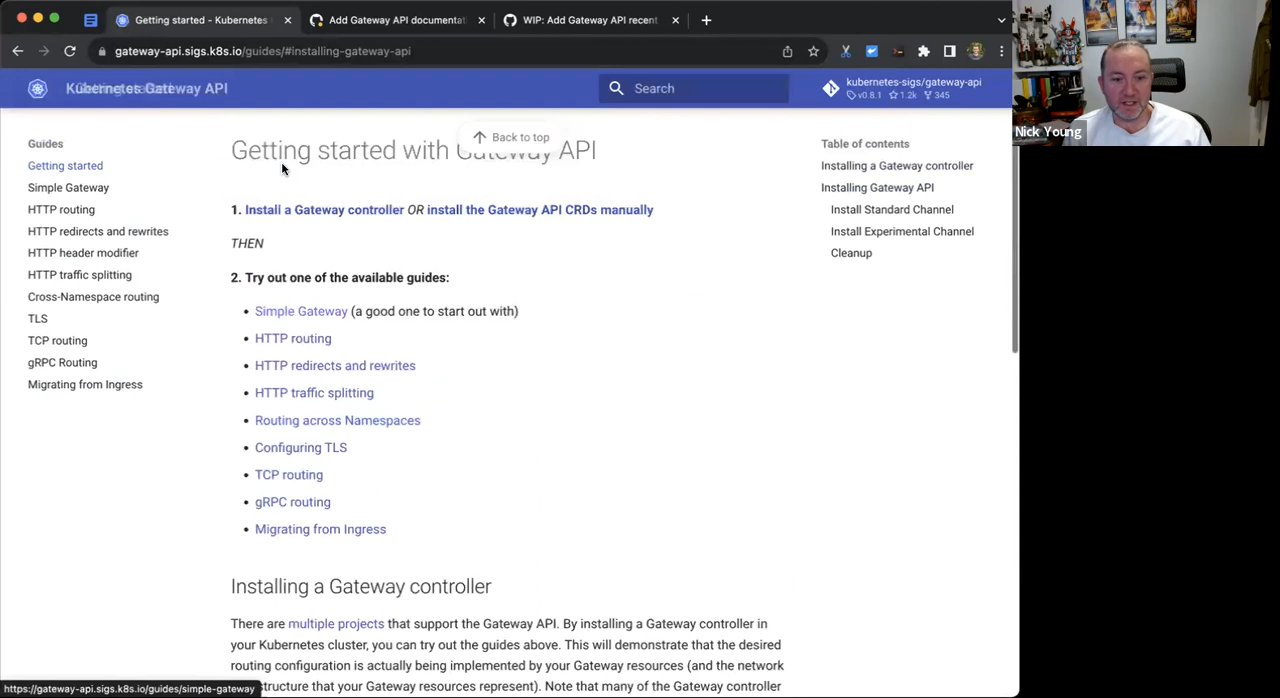 Getting started - Kubernetes
Add Gateway API documentat
WIP: Add Gateway API recent
gateway-api.sigs.k8s.io/guides/#installing-gateway-api
Kubernetes Gateway API
Search
kubernetes-sigs/gateway-api
v0.8.1 1.2k 345
Nick Young
Guides
Getting started
Simple Gateway
HTTP routing
HTTP redirects and rewrites
HTTP header modifier
HTTP traffic splitting
Cross-Namespace routing
TLS
TCP routing
gRPC Routing
Migrating from Ingress
Back to top
Getting started with Gateway API
1. Install a Gateway controller OR install the Gateway API CRDs manually
THEN
2. Try out one of the available guides:
• Simple Gateway (a good one to start out with)
• HTTP routing
• HTTP redirects and rewrites
• HTTP traffic splitting
• Routing across Namespaces
• Configuring TLS
• TCP routing
• gRPC routing
• Migrating from Ingress
Installing a Gateway controller
There are multiple projects that support the Gateway API. By installing a Gateway controller in
your Kubernetes cluster, you can try out the guides above. This will demonstrate that the desired
routing configuration is actually being implemented by your Gateway resources (and the network
structure that your Gateway resources represent). Note that many of the Gateway controller
Table of contents
Installing a Gateway controller
Installing Gateway API
Install Standard Channel
Install Experimental Channel
Cleanup
https://gateway-api.sigs.k8s.io/guides/simple-gateway